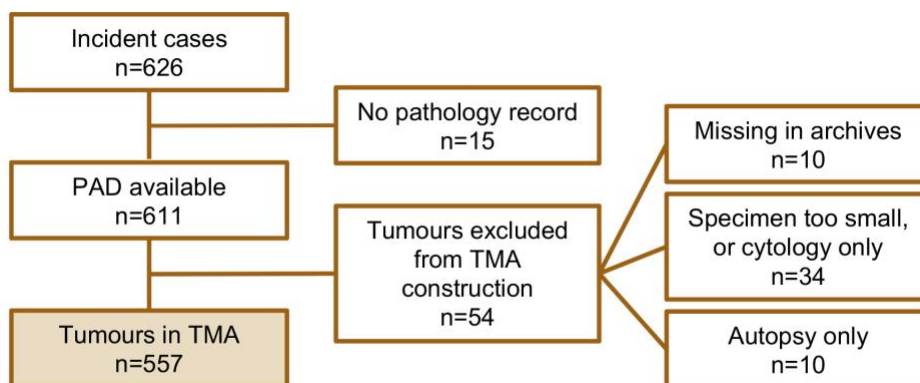 Incident cases
n=626
No pathology record
n=15
Missing in archives
n=10
PAD available
n=611
Tumours excluded
from TMA
construction
n=54
Specimen too small,
or cytology only
n=34
Tumours in TMA
n=557
Autopsy only
n=10